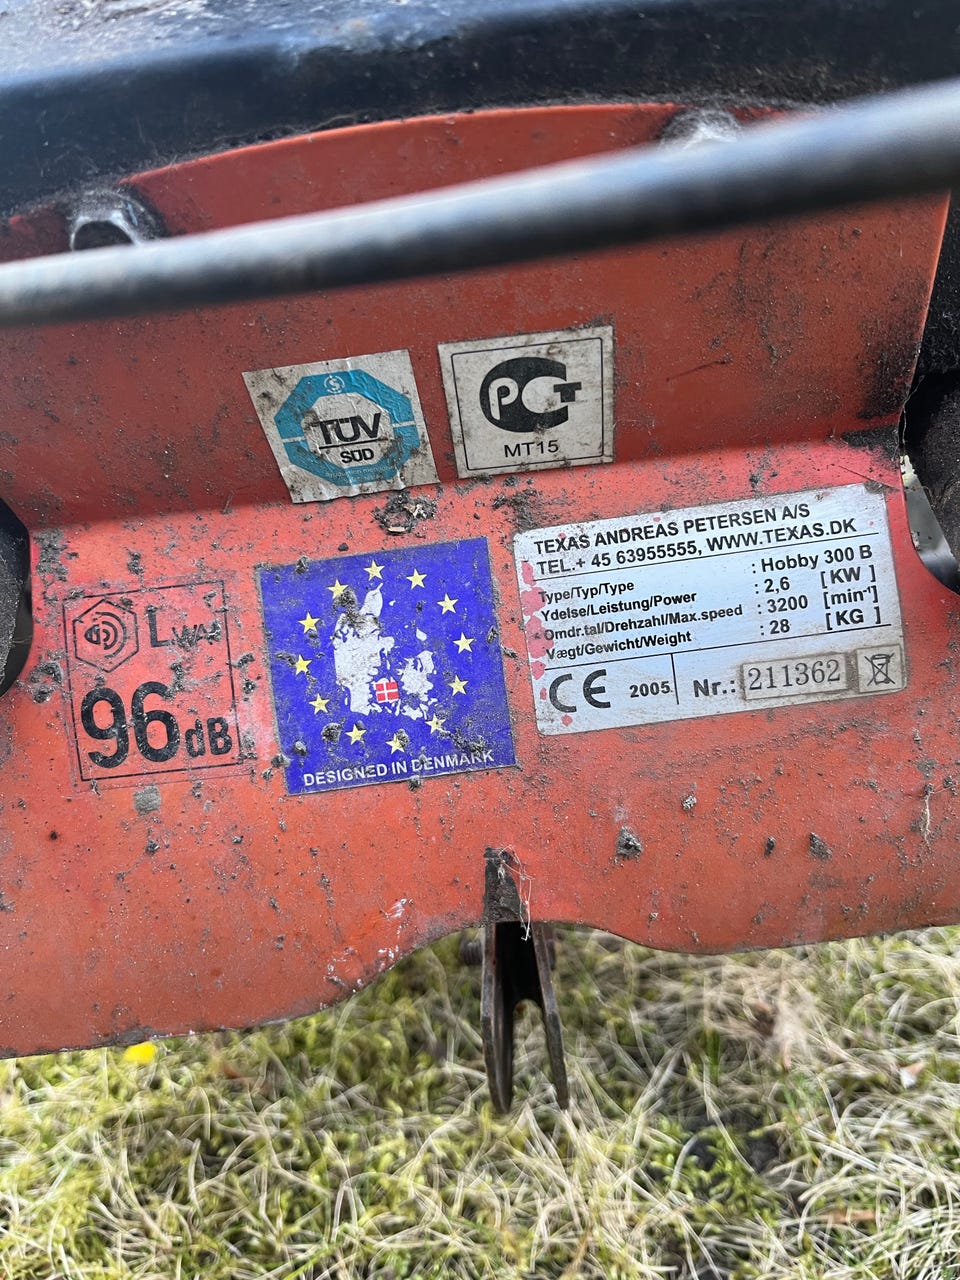 TÜV
SÜD
PCT
MT15
LWA
96dB
DESIGNED IN DENMARK
TEXAS ANDREAS PETERSEN A/S
TEL.+ 45 63955555, WWW.TEXAS.DK
Type/Typ/Type : Hobby 300 B
Ydelse/Leistung/Power : 2,6 [KW]
Omdr.tal/Drehzahl/Max.speed : 3200 [min⁻¹]
Vægt/Gewicht/Weight : 28 [KG]
CE 2005. Nr.: 211362